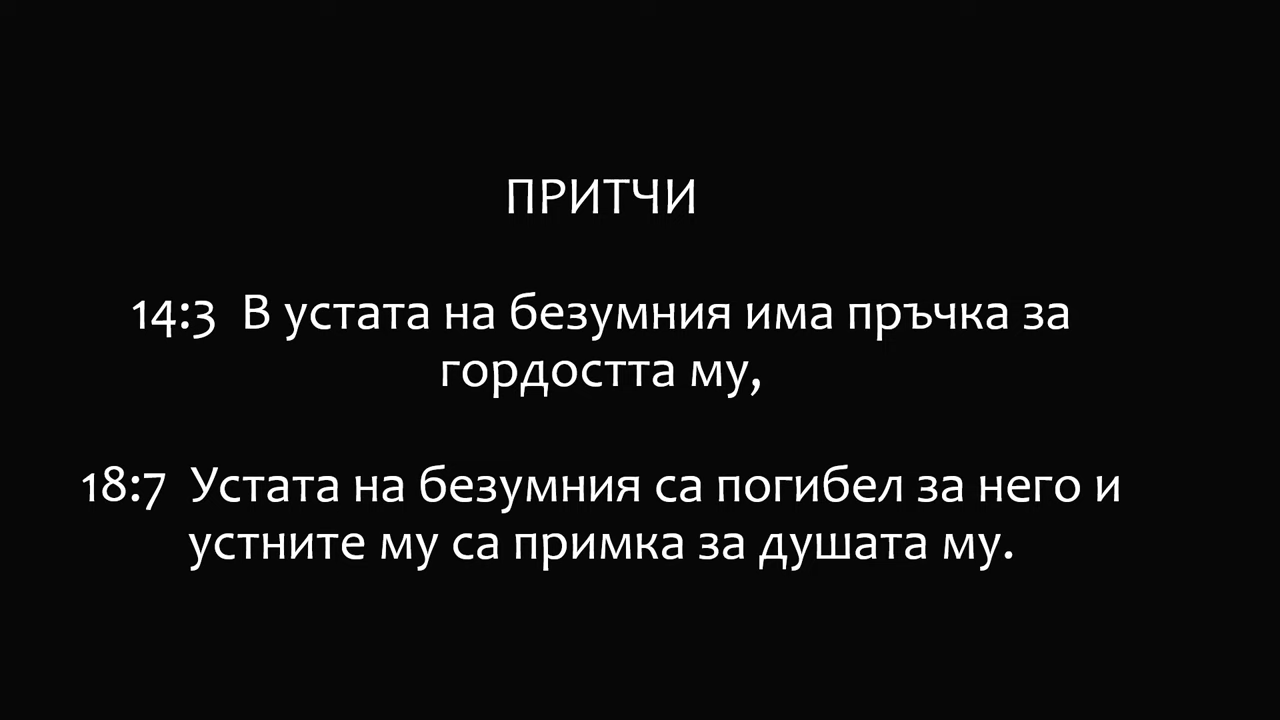 ПРИТЧИ
14:3 В устата на безумния има пръчка за
гордостта му,
18:7 Устата на безумния са погибел за него и
устните му са примка за душата му.